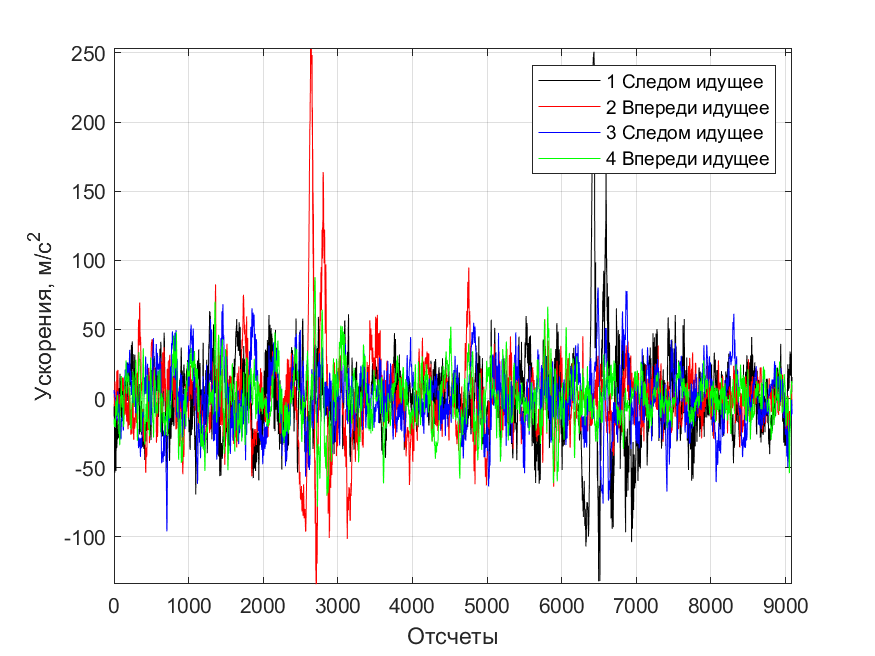 250
200
150
100
50
0
-50
-100
Ускорения, м/с²
1 Следом идущее
2 Впереди идущее
3 Следом идущее
4 Впереди идущее
0 1000 2000 3000 4000 5000 6000 7000 8000 9000
Отсчеты